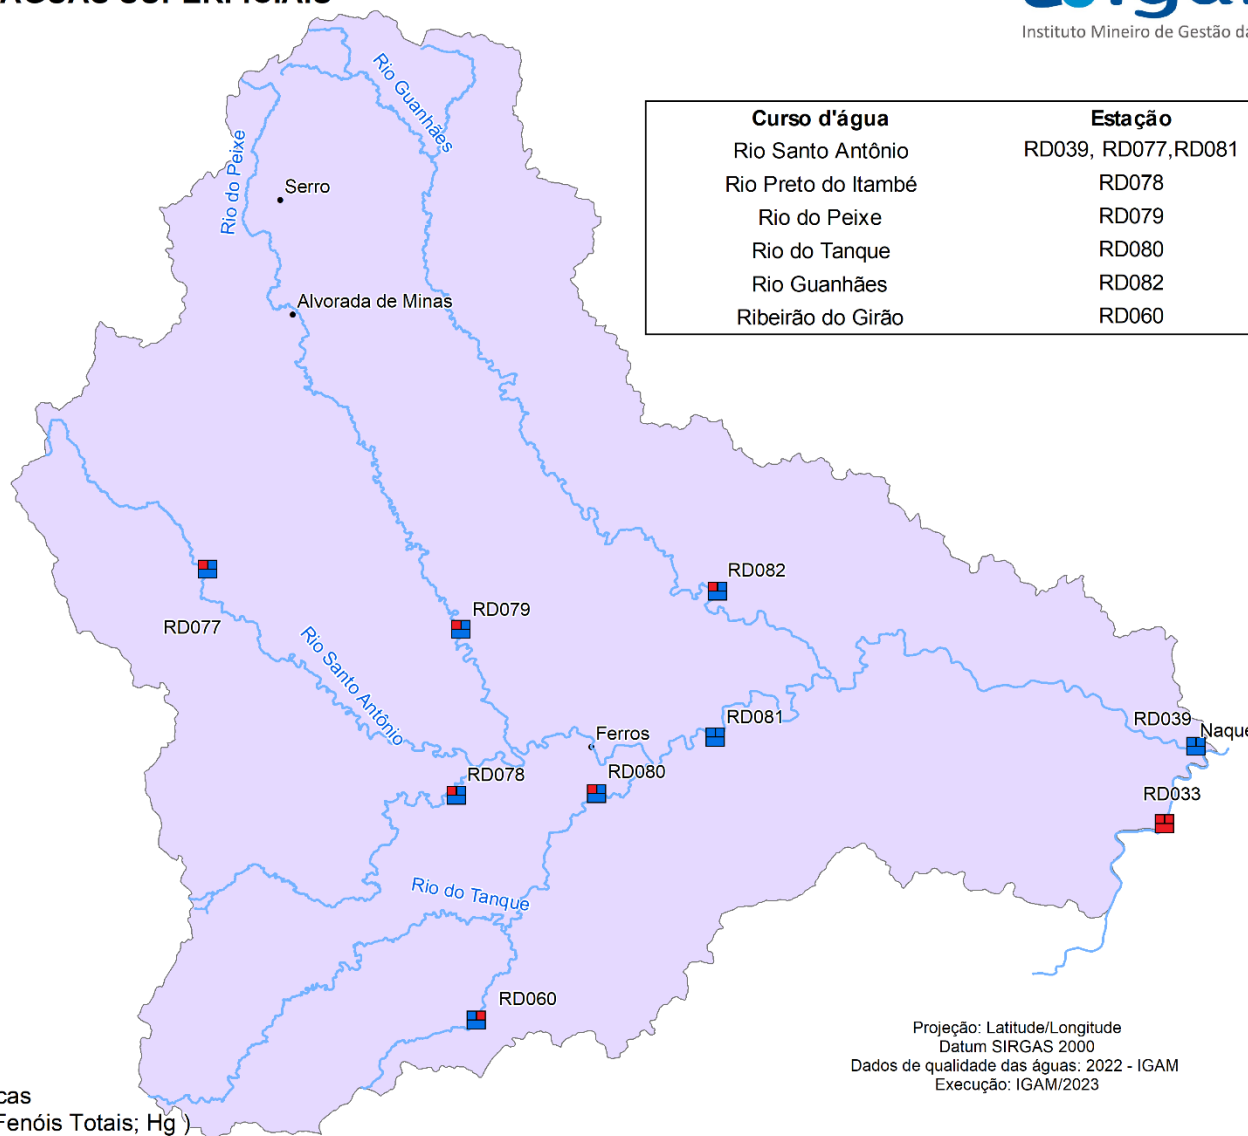 ÁGUAS SUPERFICIAIS
Instituto Mineiro de Gestão da
Curso d'água Estação
Rio Santo Antônio RD039, RD077,RD081
Rio Preto do Itambé RD078
Rio do Peixe RD079
Rio do Tanque RD080
Rio Guanhães RD082
Ribeirão do Girão RD060
Rio Guanhães
Rio do Peixe
Serro
Alvorada de Minas
RD077
RD079
RD082
Rio Santo Antônio
RD081
RD039
Naque
Ferros
RD078
RD080
RD033
Rio do Tanque
RD060
Projeção: Latitude/Longitude
Datum SIRGAS 2000
Dados de qualidade das águas: 2022 - IGAM
Execução: IGAM/2023
cas
Fenóis Totais; Hg )